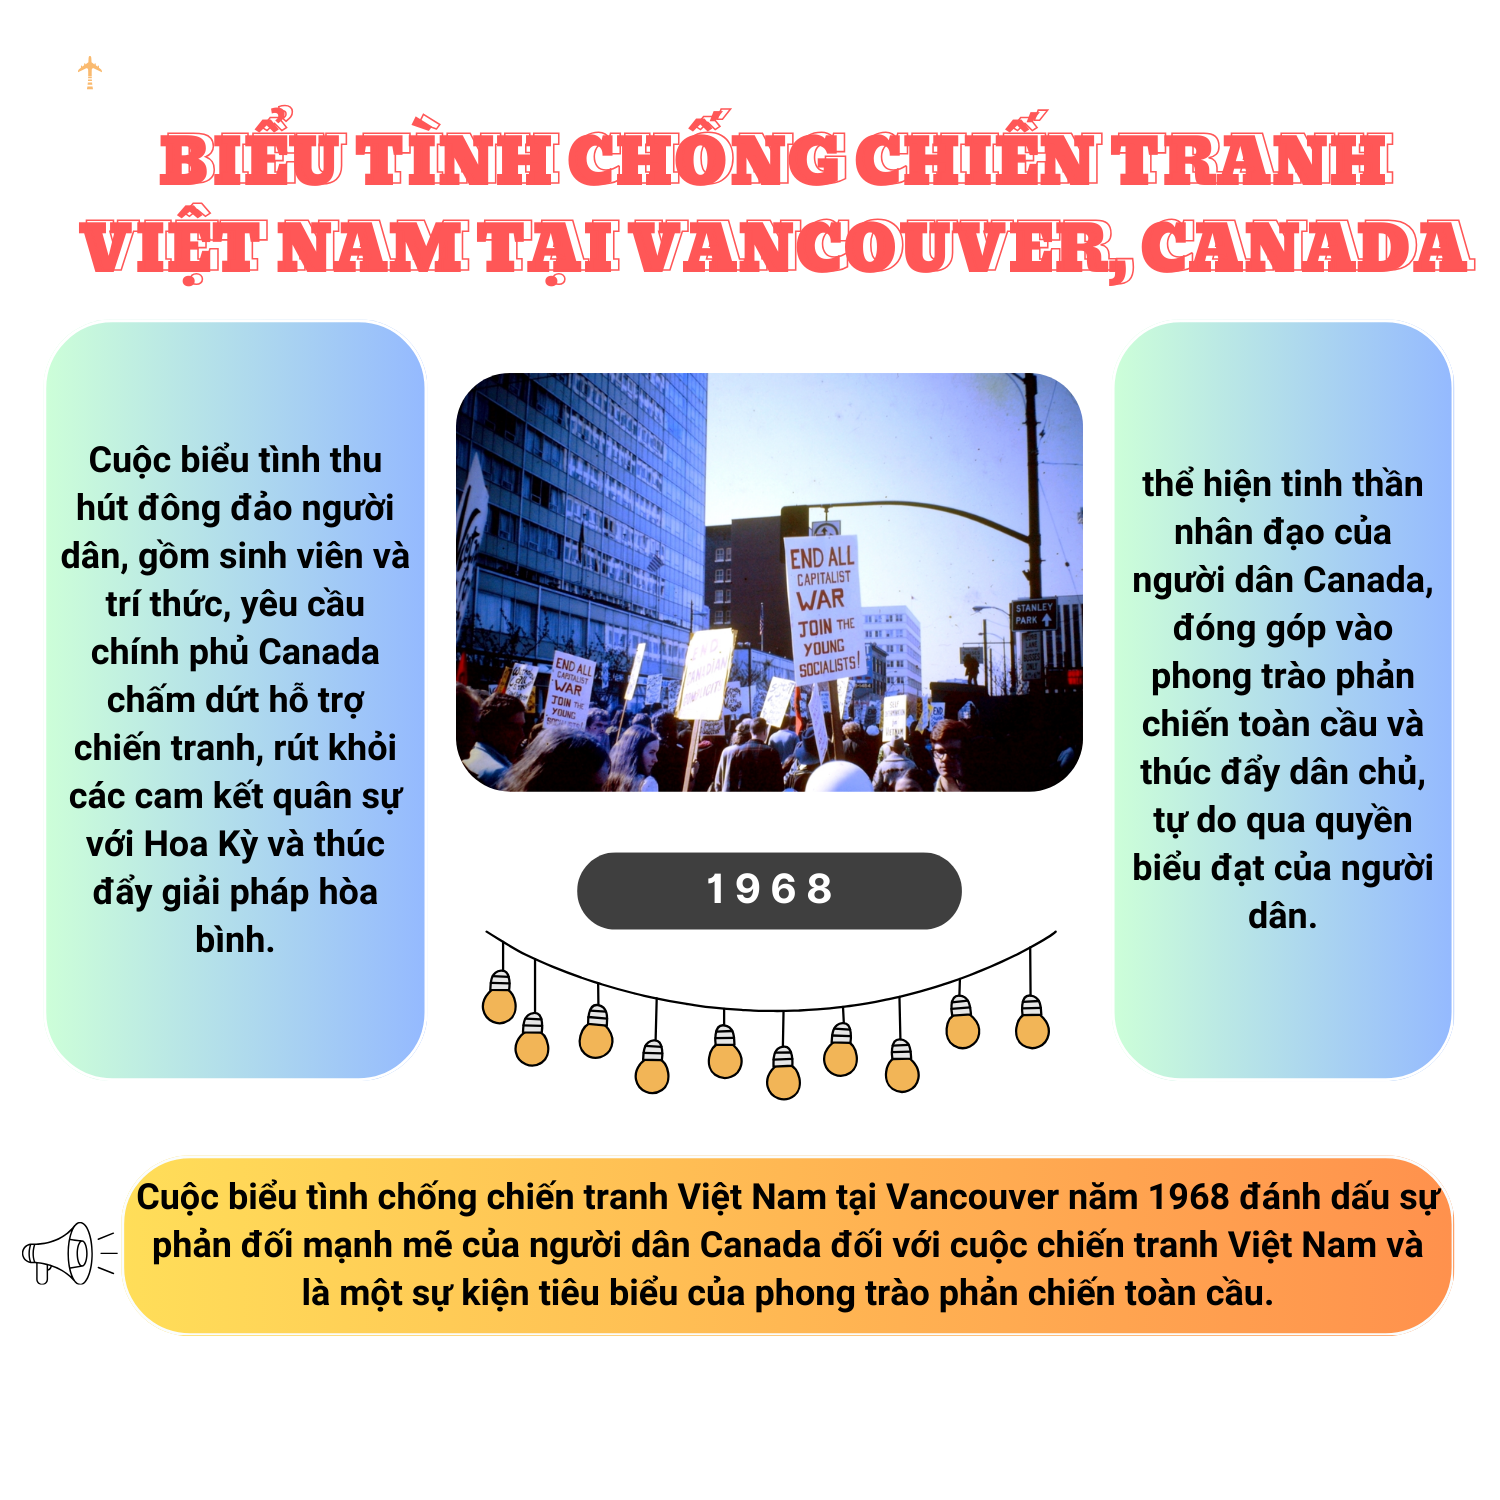 BIỂU TÌNH CHỐNG CHIẾN TRANH
VIỆT NAM TẠI VANCOUVER, CANADA
Cuộc biểu tình thu
hút đông đảo người
dân, gồm sinh viên và
trí thức, yêu cầu
chính phủ Canada
chấm dứt hỗ trợ
chiến tranh, rút khỏi
các cam kết quân sự
với Hoa Kỳ và thúc
đẩy giải pháp hòa
bình.
END ALL
CAPITALIST
WAR
JOIN THE
YOUNG
SOCIALISTS!
STANLEY
PARK
END ALL
CAPITALIST
WAR
JOIN THE
YOUNG
SOCIALISTS!
END
CANADIAN
COMPLICITY
1968
thể hiện tinh thần
nhân đạo của
người dân Canada,
đóng góp vào
phong trào phản
chiến toàn cầu và
thúc đẩy dân chủ,
tự do qua quyền
biểu đạt của người
dân.
Cuộc biểu tình chống chiến tranh Việt Nam tại Vancouver năm 1968 đánh dấu sự
phản đối mạnh mẽ của người dân Canada đối với cuộc chiến tranh Việt Nam và
là một sự kiện tiêu biểu của phong trào phản chiến toàn cầu.